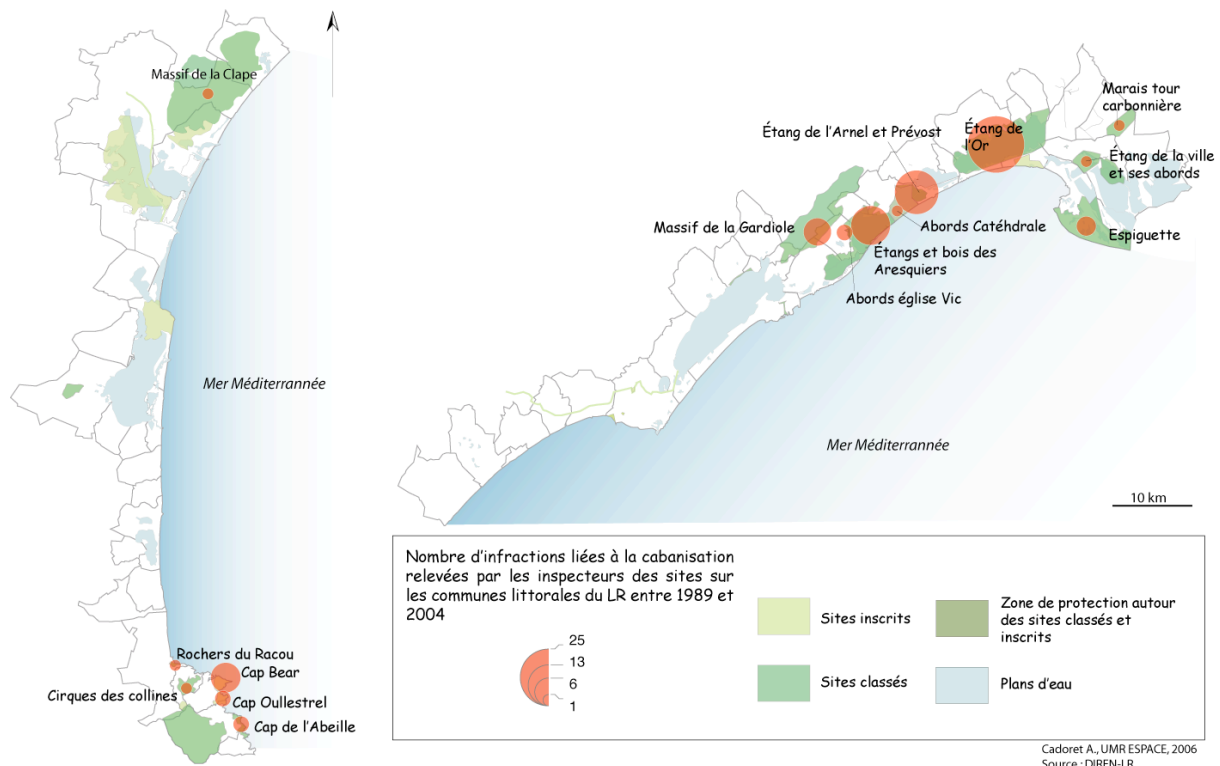 Massif de la Clape
Mer Méditerrannée
Rochers du Racou
Cap Bear
Cirques des collines
Cap Oullestrel
Cap de l'Abeille
Marais tour
carbonnière
Étang de l'Arnel et Prévost
Étang de
l'Or
Étang de la ville
et ses abords
Massif de la Gardiole
Abords Catéhdrale
Espiguette
Étangs et bois des
Aresquiers
Abords église Vic
Mer Méditerrannée
10 km
Nombre d'infractions liées à la cabanisation
relevées par les inspecteurs des sites sur
les communes littorales du LR entre 1989 et
2004
25
13
6
1
Sites inscrits
Sites classés
Zone de protection autour
des sites classés et
inscrits
Plans d'eau
Cadoret A., UMR ESPACE, 2006
Source : DIREN-LR